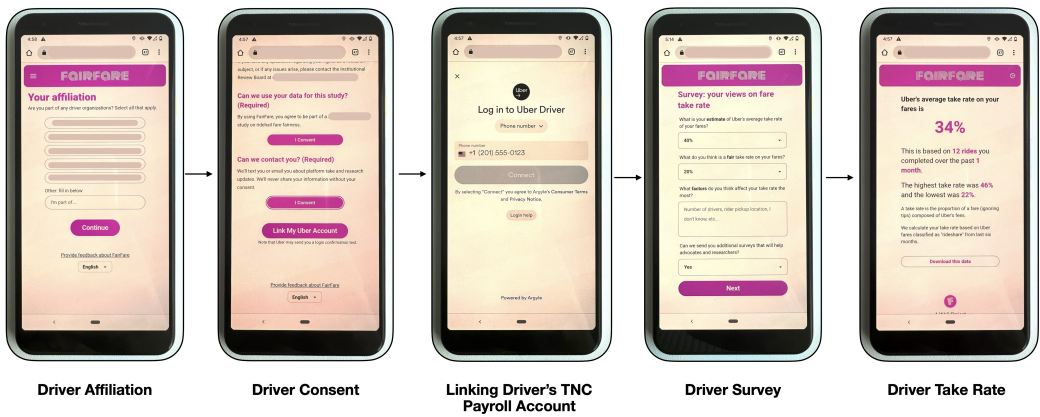 4:58
FAIRFARE
Your affiliation
Are you part of any driver organizations? Select all that apply.
Other: fill in below
I'm part of...
Continue
Provide feedback about FairFare
English
Driver Affiliation
4:57
subject, or if any issues arise, please contact the Institutional
Review Board at
Can we use your data for this study?
(Required)
By using FairFare, you agree to be part of a
study on rideshail fare fairness.
I Consent
Can we contact you? (Required)
We'll text you or email you about platform take and research
updates. We'll never share your information without your
consent.
I Consent
Link My Uber Account
Note that Uber may send you a login confirmation text.
Provide feedback about FairFare
English
Driver Consent
4:57
Uber
Log in to Uber Driver
Phone number
Phone number
+1 (201) 555-0123
Connect
By selecting "Connect" you agree to Argyle's Consumer Terms
and Privacy Notice.
Login help
Powered by Argyle
Linking Driver's TNC
Payroll Account
5:14
FAIRFARE
Survey: your views on fare
take rate
What is your estimate of Uber's average take rate
of your fares?
40%
What do you think is a fair take rate on your fares?
20%
What factors do you think affect your take rate the
most?
Number of drivers, rider pickup location, I
don't know, etc...
Can we send you additional surveys that will help
advocates and researchers?
Yes
Next
Driver Survey
4:57
FAIRFARE
Uber's average take rate on your
fares is
34%
This is based on 12 rides you
completed over the past 1
month.
The highest take rate was 46%
and the lowest was 22%.
A take rate is the proportion of a fare (ignoring
tips) composed of Uber's fees.
We calculate your take rate based on Uber
fares classified as "rideshare" from last six
months.
Download this data
Driver Take Rate